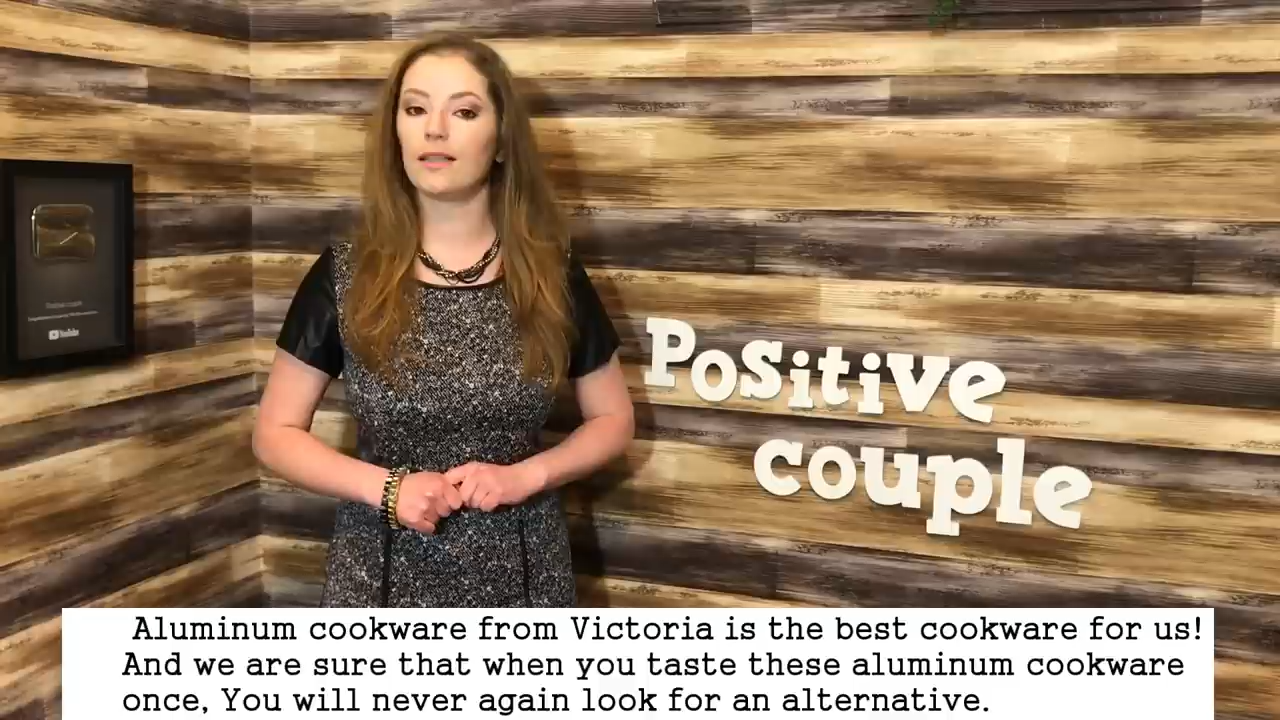 Positive
couple
YouTube
Aluminum cookware from Victoria is the best cookware for us!
And we are sure that when you taste these aluminum cookware
once, You will never again look for an alternative.